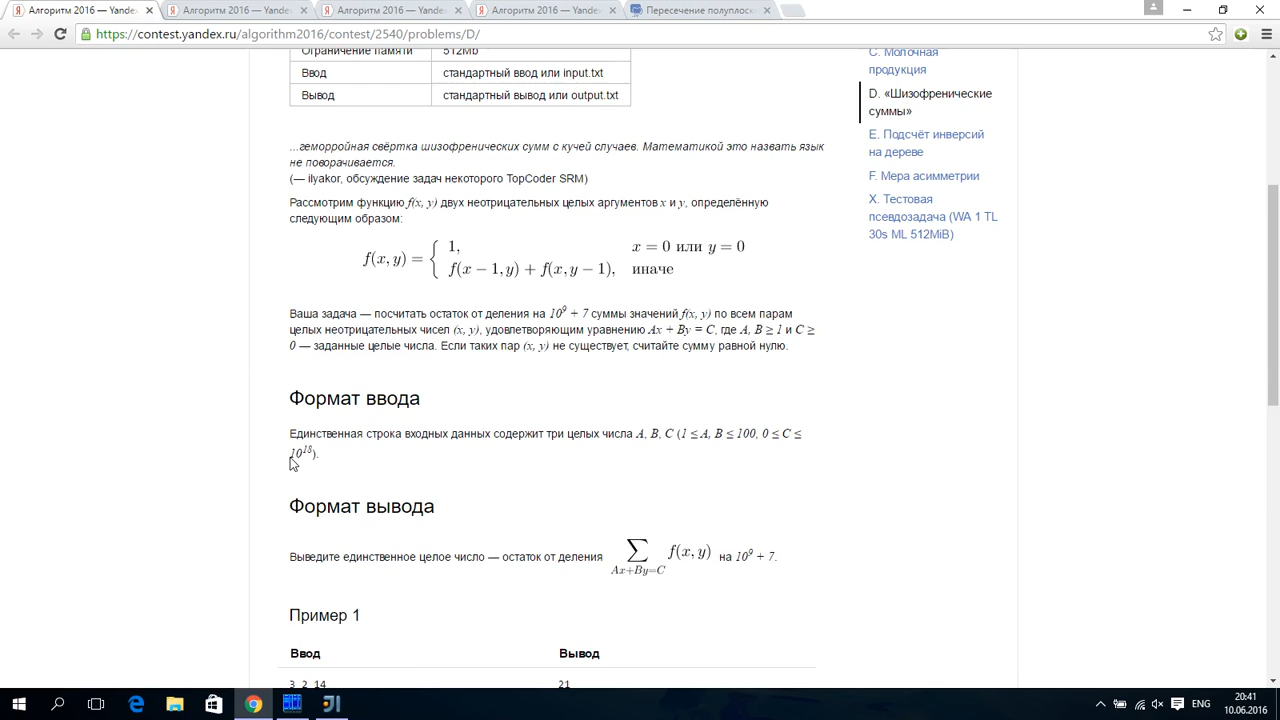 Алгоритм 2016 — Yandex
Алгоритм 2016 — Yandex
Алгоритм 2016 — Yandex
Алгоритм 2016 — Yandex
Пересечение полуплоск
https://contest.yandex.ru/algorithm2016/contest/2540/problems/D/
Ограничение памяти 512Mb
Ввод стандартный ввод или input.txt
Вывод стандартный вывод или output.txt
...геморройная свёртка шизофренических сумм с кучей случаев. Математикой это назвать язык
не поворачивается.
(— ilyakor, обсуждение задач некоторого TopCoder SRM)
Рассмотрим функцию f(x, y) двух неотрицательных целых аргументов x и y, определённую
следующим образом:
f(x, y) = { 1, x = 0 или y = 0
f(x − 1, y) + f(x, y − 1), иначе
Ваша задача — посчитать остаток от деления на 10⁹ + 7 суммы значений f(x, y) по всем парам
целых неотрицательных чисел (x, y), удовлетворяющим уравнению Ax + By = C, где A, B ≥ 1 и C ≥
0 — заданные целые числа. Если таких пар (x, y) не существует, считайте сумму равной нулю.
Формат ввода
Единственная строка входных данных содержит три целых числа A, B, C (1 ≤ A, B ≤ 100, 0 ≤ C ≤
10¹⁸).
Формат вывода
Выведите единственное целое число — остаток от деления ∑ f(x, y) на 10⁹ + 7.
Ax+By=C
Пример 1
Ввод Вывод
3 2 14 21
C. Молочная
продукция
D. «Шизофренические
суммы»
E. Подсчёт инверсий
на дереве
F. Мера асимметрии
X. Тестовая
псевдозадача (WA 1 TL
30s ML 512MiB)
ENG
20:41
10.06.2016